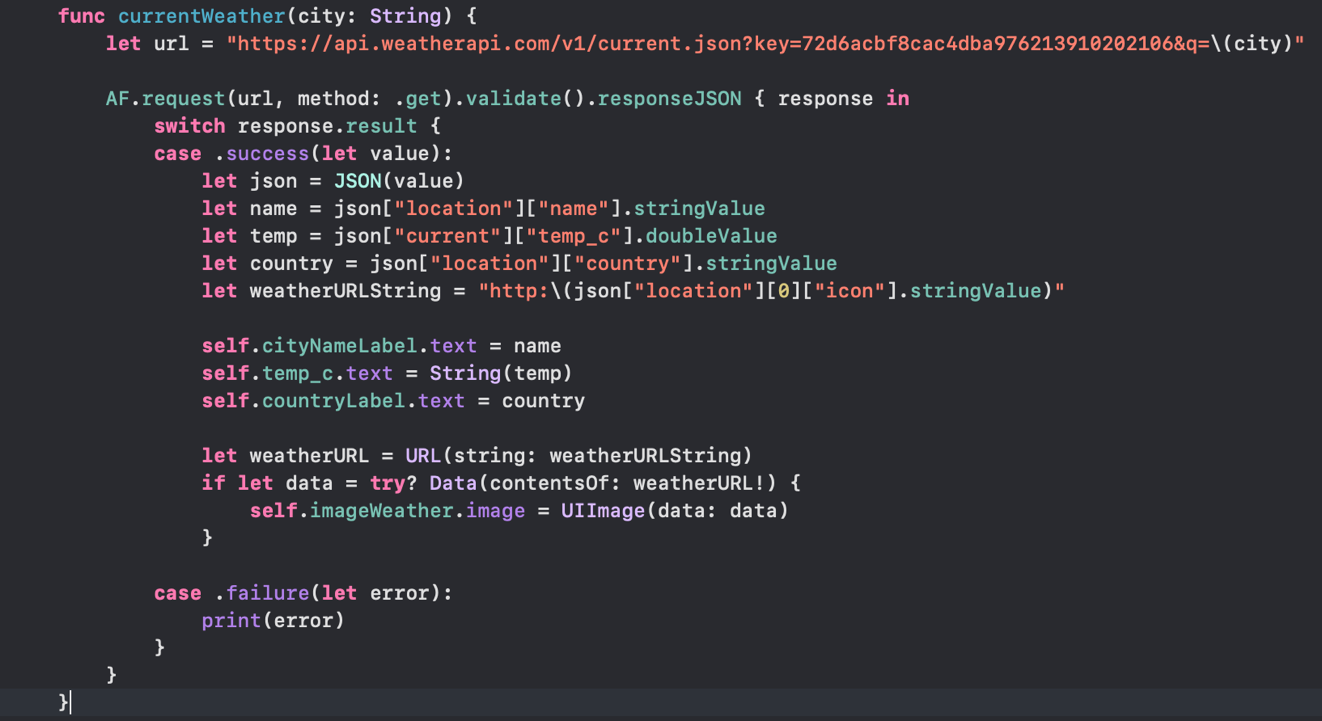 func currentWeather(city: String) {
let url = "https://api.weatherapi.com/v1/current.json?key=72d6acbf8cac4dba976213910202106&q=\(city)"
AF.request(url, method: .get).validate().responseJSON { response in
switch response.result {
case .success(let value):
let json = JSON(value)
let name = json["location"]["name"].stringValue
let temp = json["current"]["temp_c"].doubleValue
let country = json["location"]["country"].stringValue
let weatherURLString = "http:\(json["location"][0]["icon"].stringValue)"
self.cityNameLabel.text = name
self.temp_c.text = String(temp)
self.countryLabel.text = country
let weatherURL = URL(string: weatherURLString)
if let data = try? Data(contentsOf: weatherURL!) {
self.imageWeather.image = UIImage(data: data)
}
case .failure(let error):
print(error)
}
}
}